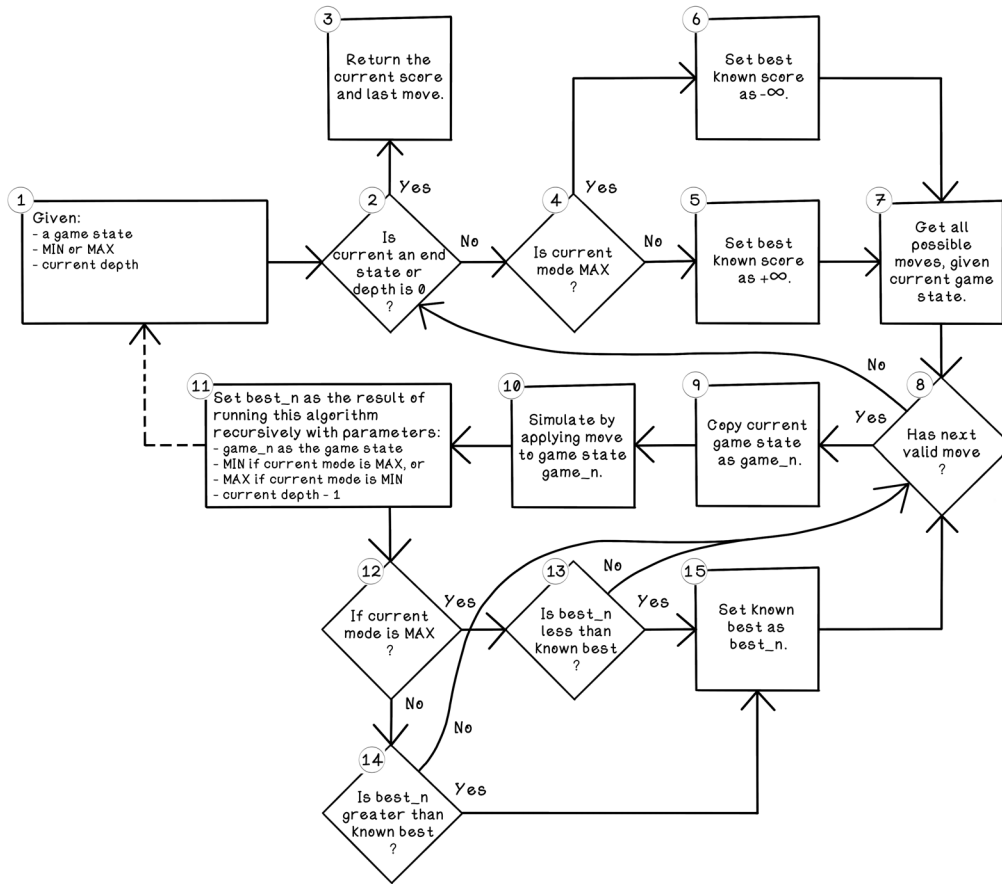 1
Given:
- a game state
- MIN or MAX
- current depth
2
Is
current an end
state or
depth is 0
?
Yes
No
3
Return the
current score
and last move.
4
Is current
mode MAX
?
Yes
No
5
Set best
known score
as +∞.
6
Set best
known score
as -∞.
7
Get all
possible
moves, given
current game
state.
8
Has next
valid move
?
No
Yes
9
Copy current
game state
as game_n.
10
Simulate by
applying move
to game state
game_n.
11
Set best_n as the result of
running this algorithm
recursively with parameters:
- game_n as the game state
- MIN if current mode is MAX, or
- MAX if current mode is MIN
- current depth - 1
12
If current
mode is MAX
?
Yes
No
13
Is best_n
less than
known best
?
No
Yes
14
Is best_n
greater than
known best
?
No
Yes
15
Set known
best as
best_n.